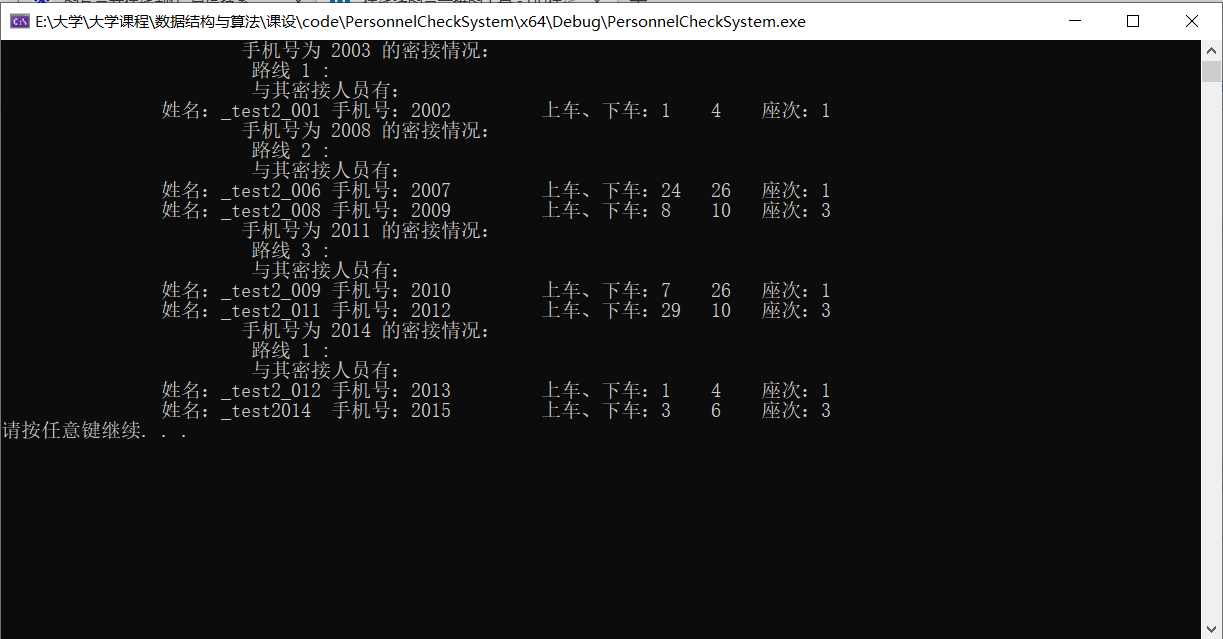 E:\大学\大学课程\数据结构与算法\课设\code\PersonnelCheckSystem\x64\Debug\PersonnelCheckSystem.exe
手机号为 2003 的密接情况：
路线 1 :
与其密接人员有：
姓名: _test2_001 手机号: 2002 上车、下车: 1 4 座次: 1
手机号为 2008 的密接情况：
路线 2 :
与其密接人员有：
姓名: _test2_006 手机号: 2007 上车、下车: 24 26 座次: 1
姓名: _test2_008 手机号: 2009 上车、下车: 8 10 座次: 3
手机号为 2011 的密接情况：
路线 3 :
与其密接人员有：
姓名: _test2_009 手机号: 2010 上车、下车: 7 26 座次: 1
姓名: _test2_011 手机号: 2012 上车、下车: 29 10 座次: 3
手机号为 2014 的密接情况：
路线 1 :
与其密接人员有：
姓名: _test2_012 手机号: 2013 上车、下车: 1 4 座次: 1
姓名: _test2014 手机号: 2015 上车、下车: 3 6 座次: 3
请按任意键继续. . .